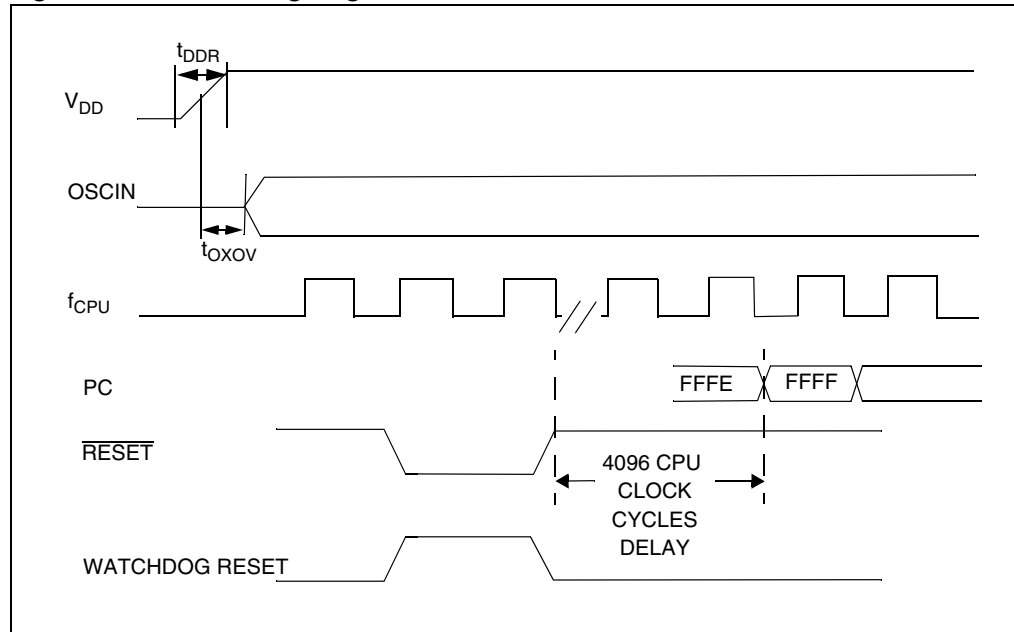 tDDR
VDD
OSCIN
tOXOV
fCPU
PC
FFFE
FFFF
RESET
4096 CPU
CLOCK
CYCLES
DELAY
WATCHDOG RESET